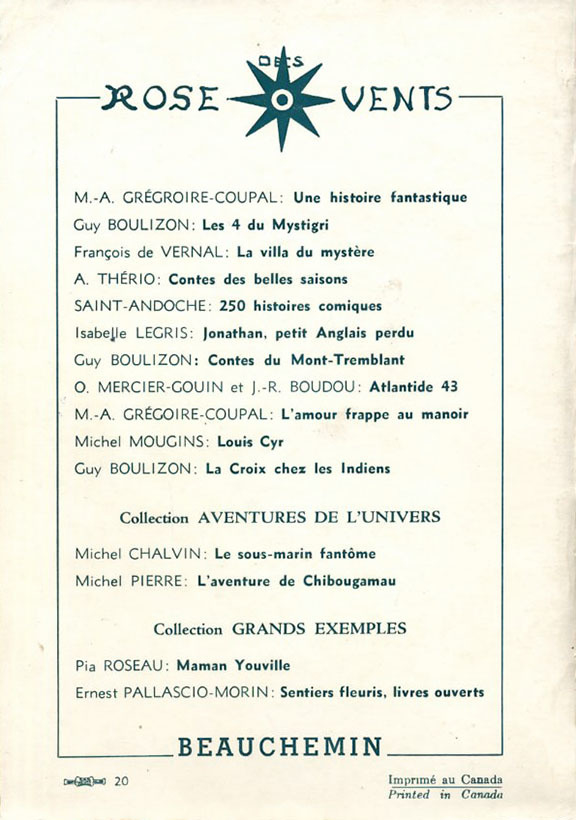 DES
ROSE VENTS
M.-A. GRÉGROIRE-COUPAL: Une histoire fantastique
Guy BOULIZON: Les 4 du Mystigri
François de VERNAL: La villa du mystère
A. THÉRIO: Contes des belles saisons
SAINT-ANDOCHE: 250 histoires comiques
Isabelle LEGRIS: Jonathan, petit Anglais perdu
Guy BOULIZON: Contes du Mont-Tremblant
O. MERCIER-GOUIN et J.-R. BOUDOU: Atlantide 43
M.-A. GRÉGOIRE-COUPAL: L'amour frappe au manoir
Michel MOUGINS: Louis Cyr
Guy BOULIZON: La Croix chez les Indiens
Collection AVENTURES DE L'UNIVERS
Michel CHALVIN: Le sous-marin fantôme
Michel PIERRE: L'aventure de Chibougamau
Collection GRANDS EXEMPLES
Pia ROSEAU: Maman Youville
Ernest PALLASCIO-MORIN: Sentiers fleuris, livres ouverts
BEAUCHEMIN
20
Imprimé au Canada
Printed in Canada